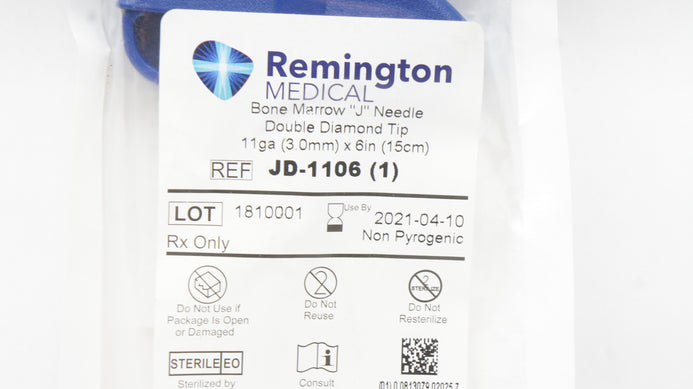 Remington
MEDICAL
Bone Marrow "J" Needle
Double Diamond Tip
11ga (3.0mm) x 6in (15cm)
REF JD-1106 (1)
LOT 1810001 Use By 2021-04-10
Rx Only Non Pyrogenic
2 2
STERILIZE
Do Not Use if Do Not Do Not
Package Is Open Reuse Resterilize
or Damaged
STERILE EO i
Sterilized by Consult